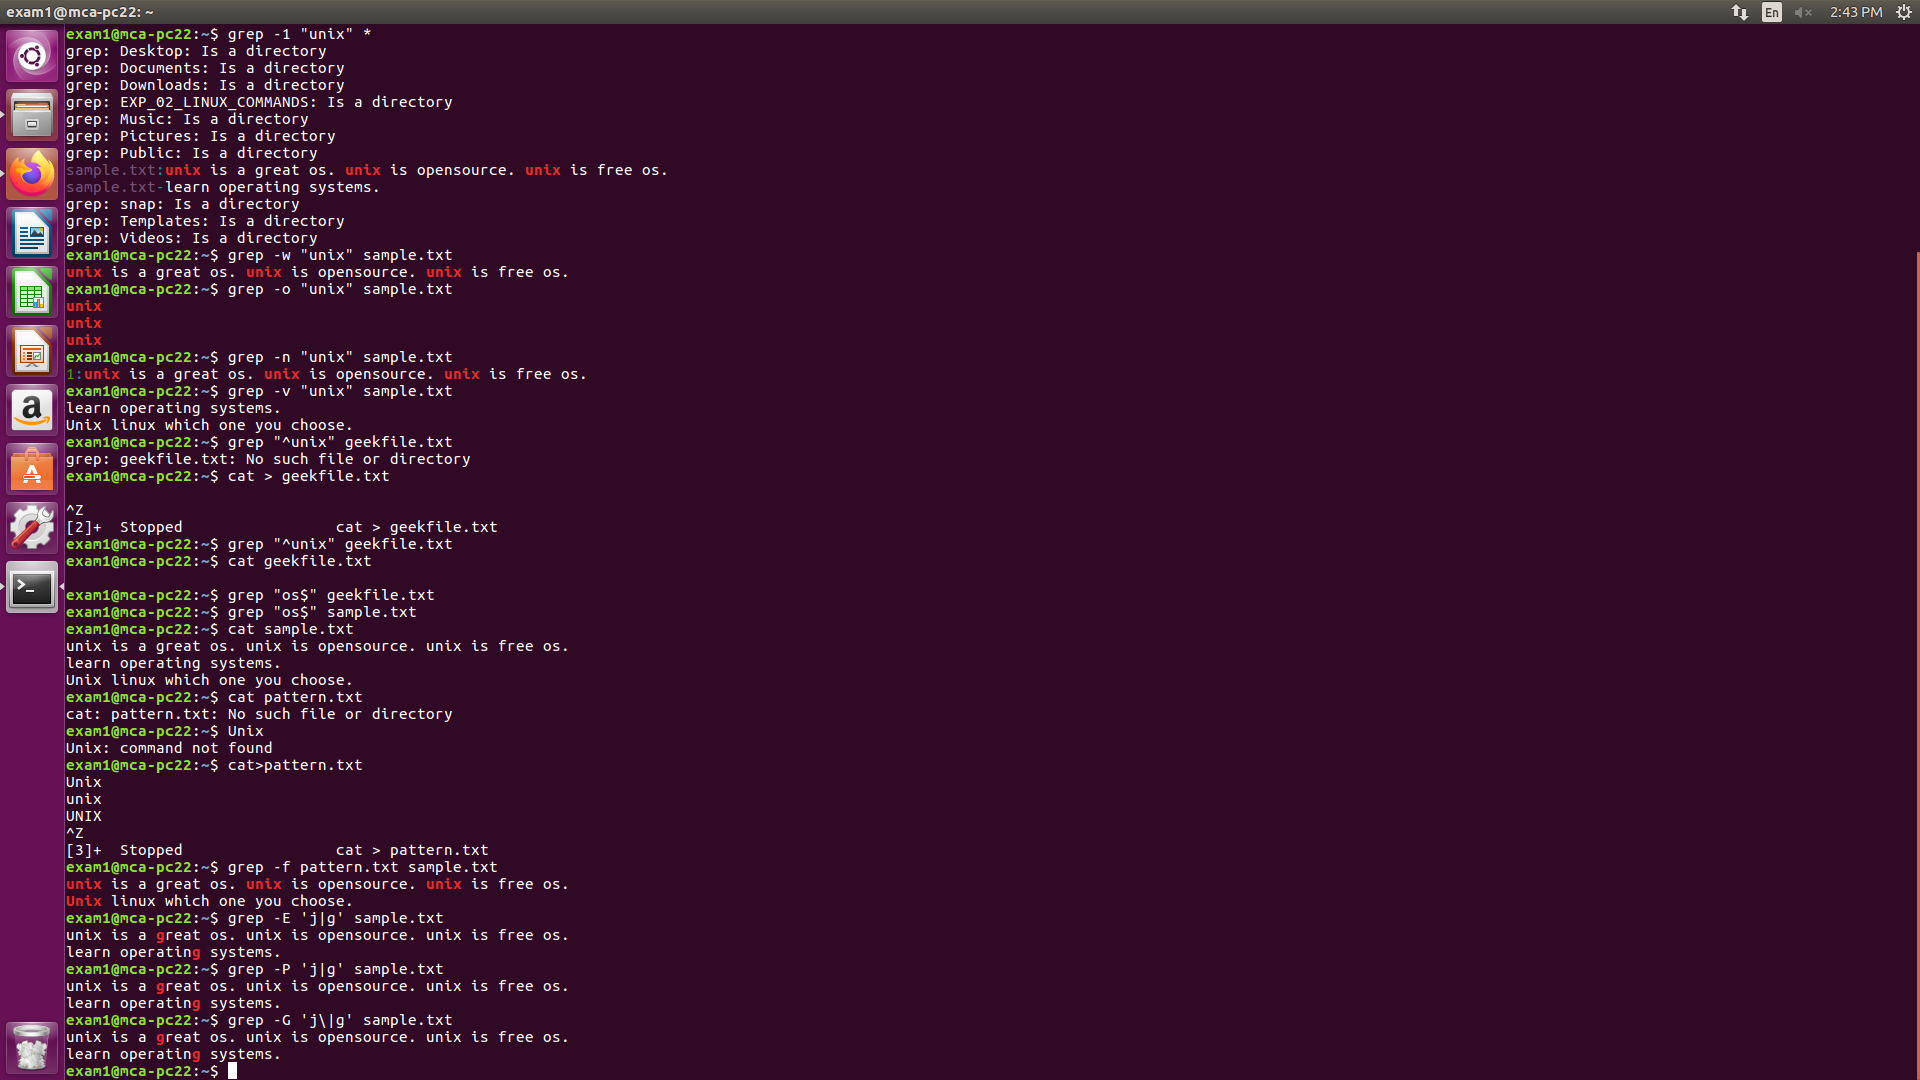 exam1@mca-pc22: ~
En
2:43 PM
exam1@mca-pc22:~$ grep -1 "unix" *
grep: Desktop: Is a directory
grep: Documents: Is a directory
grep: Downloads: Is a directory
grep: EXP_02_LINUX_COMMANDS: Is a directory
grep: Music: Is a directory
grep: Pictures: Is a directory
grep: Public: Is a directory
sample.txt:unix is a great os. unix is opensource. unix is free os.
sample.txt-learn operating systems.
grep: snap: Is a directory
grep: Templates: Is a directory
grep: Videos: Is a directory
exam1@mca-pc22:~$ grep -w "unix" sample.txt
unix is a great os. unix is opensource. unix is free os.
exam1@mca-pc22:~$ grep -o "unix" sample.txt
unix
unix
unix
exam1@mca-pc22:~$ grep -n "unix" sample.txt
1:unix is a great os. unix is opensource. unix is free os.
exam1@mca-pc22:~$ grep -v "unix" sample.txt
learn operating systems.
Unix linux which one you choose.
exam1@mca-pc22:~$ grep "^unix" geekfile.txt
grep: geekfile.txt: No such file or directory
exam1@mca-pc22:~$ cat > geekfile.txt
^Z
[2]+  Stopped                 cat > geekfile.txt
exam1@mca-pc22:~$ grep "^unix" geekfile.txt
exam1@mca-pc22:~$ cat geekfile.txt
exam1@mca-pc22:~$ grep "os$" geekfile.txt
exam1@mca-pc22:~$ grep "os$" sample.txt
exam1@mca-pc22:~$ cat sample.txt
unix is a great os. unix is opensource. unix is free os.
learn operating systems.
Unix linux which one you choose.
exam1@mca-pc22:~$ cat pattern.txt
cat: pattern.txt: No such file or directory
exam1@mca-pc22:~$ Unix
Unix: command not found
exam1@mca-pc22:~$ cat>pattern.txt
Unix
unix
UNIX
^Z
[3]+  Stopped                 cat > pattern.txt
exam1@mca-pc22:~$ grep -f pattern.txt sample.txt
unix is a great os. unix is opensource. unix is free os.
Unix linux which one you choose.
exam1@mca-pc22:~$ grep -E 'j|g' sample.txt
unix is a great os. unix is opensource. unix is free os.
learn operating systems.
exam1@mca-pc22:~$ grep -P 'j|g' sample.txt
unix is a great os. unix is opensource. unix is free os.
learn operating systems.
exam1@mca-pc22:~$ grep -G 'j\|g' sample.txt
unix is a great os. unix is opensource. unix is free os.
learn operating systems.
exam1@mca-pc22:~$